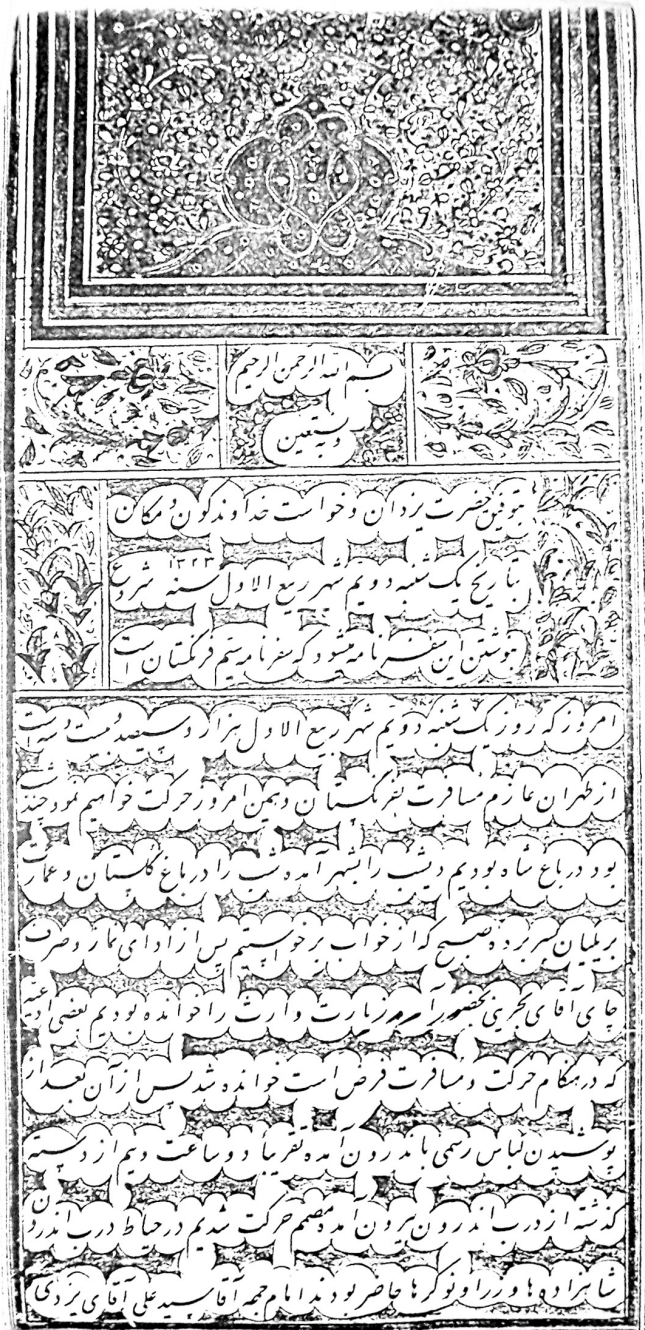 بسم الله الرحمن الرحیم
و به نستعین
بتوفیق حضرت یزدان و خواست خداوند کون و مکان
بتاریخ یک شنبه دویم شهر ربیع الاول سنه ۱۳۲۳ شروع
بنوشتن این سفرنامه میشود که سفرنامه سیم فرنگستان است
امروز که روز یک شنبه دویم شهر ربیع الاول هزار و سیصد و بیست و سه است
از طهران عازم مسافرت بفرنگستان و همین امروز حرکت خواهیم نمود چند شب
بود در باغ شاه بودیم دیشب را بشهر آمده شب را در باغ گلستان و عمارت
بریلیان بسر برده صبح که از خواب برخواستیم پس از ادای نماز و صرف
چای آقای بحرینی بحضور آمد زیارت وارث را خوانده بودیم بعضی ادعیه
که در هنگام حرکت و مسافرت فرض است خوانده شد پس از آن بعد از
پوشیدن لباس رسمی باندرون آمده تقریباً دو ساعت و نیم از دسته
گذشته از درب اندرون بیرون آمده مصمم حرکت شدیم در حیاط درب اندرون
شاهزاده ها و وزرا و نوکرها حاضر بودند امام جمعه آقا سید علی آقای یزدی